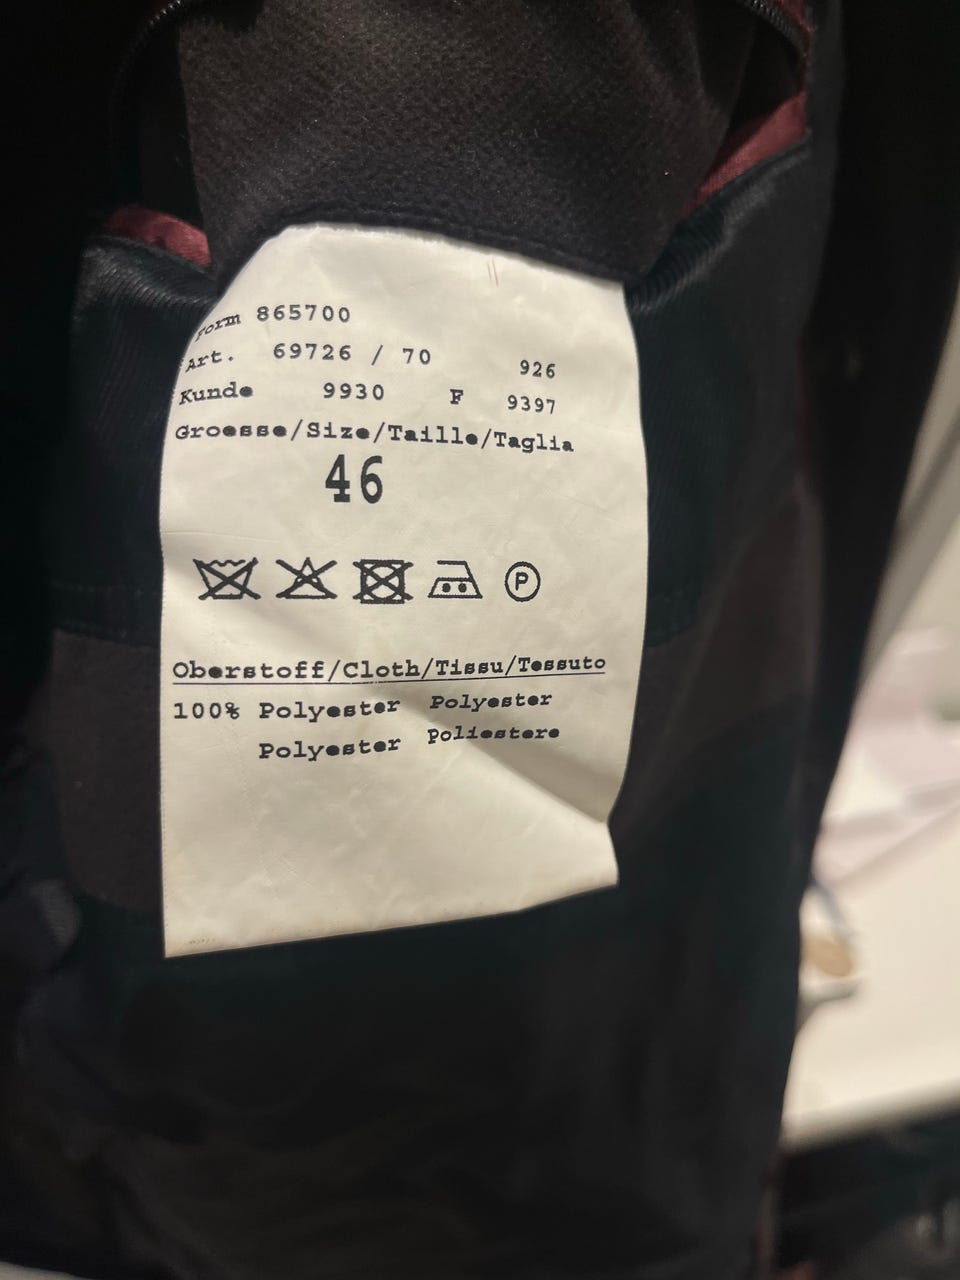 Form 865700
Art. 69726 / 70 926
Kunde 9930 F 9397
Groesse/Size/Taille/Taglia
46
P
Oberstoff/Cloth/Tissu/Tessuto
100% Polyester Polyester
Polyester Poliestere